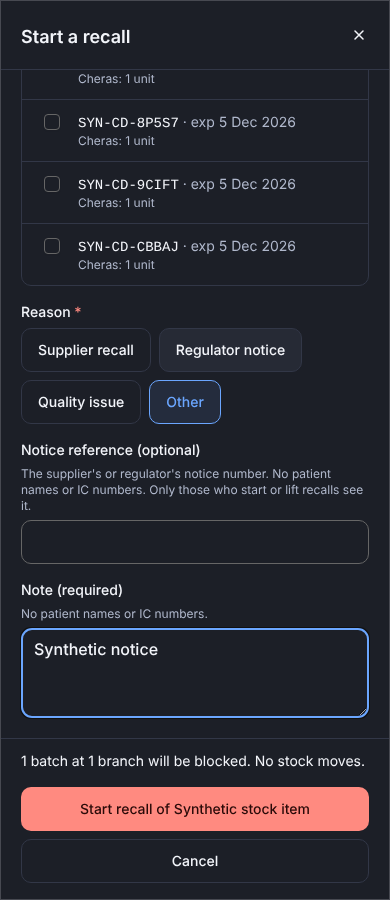 Start a recall
Cheras: 1 unit
SYN-CD-8P5S7 · exp 5 Dec 2026
Cheras: 1 unit
SYN-CD-9CIFT · exp 5 Dec 2026
Cheras: 1 unit
SYN-CD-CBBAJ · exp 5 Dec 2026
Cheras: 1 unit
Reason *
Supplier recall
Regulator notice
Quality issue
Other
Notice reference (optional)
The supplier's or regulator's notice number. No patient
names or IC numbers. Only those who start or lift recalls see
it.
Note (required)
No patient names or IC numbers.
Synthetic notice
1 batch at 1 branch will be blocked. No stock moves.
Start recall of Synthetic stock item
Cancel